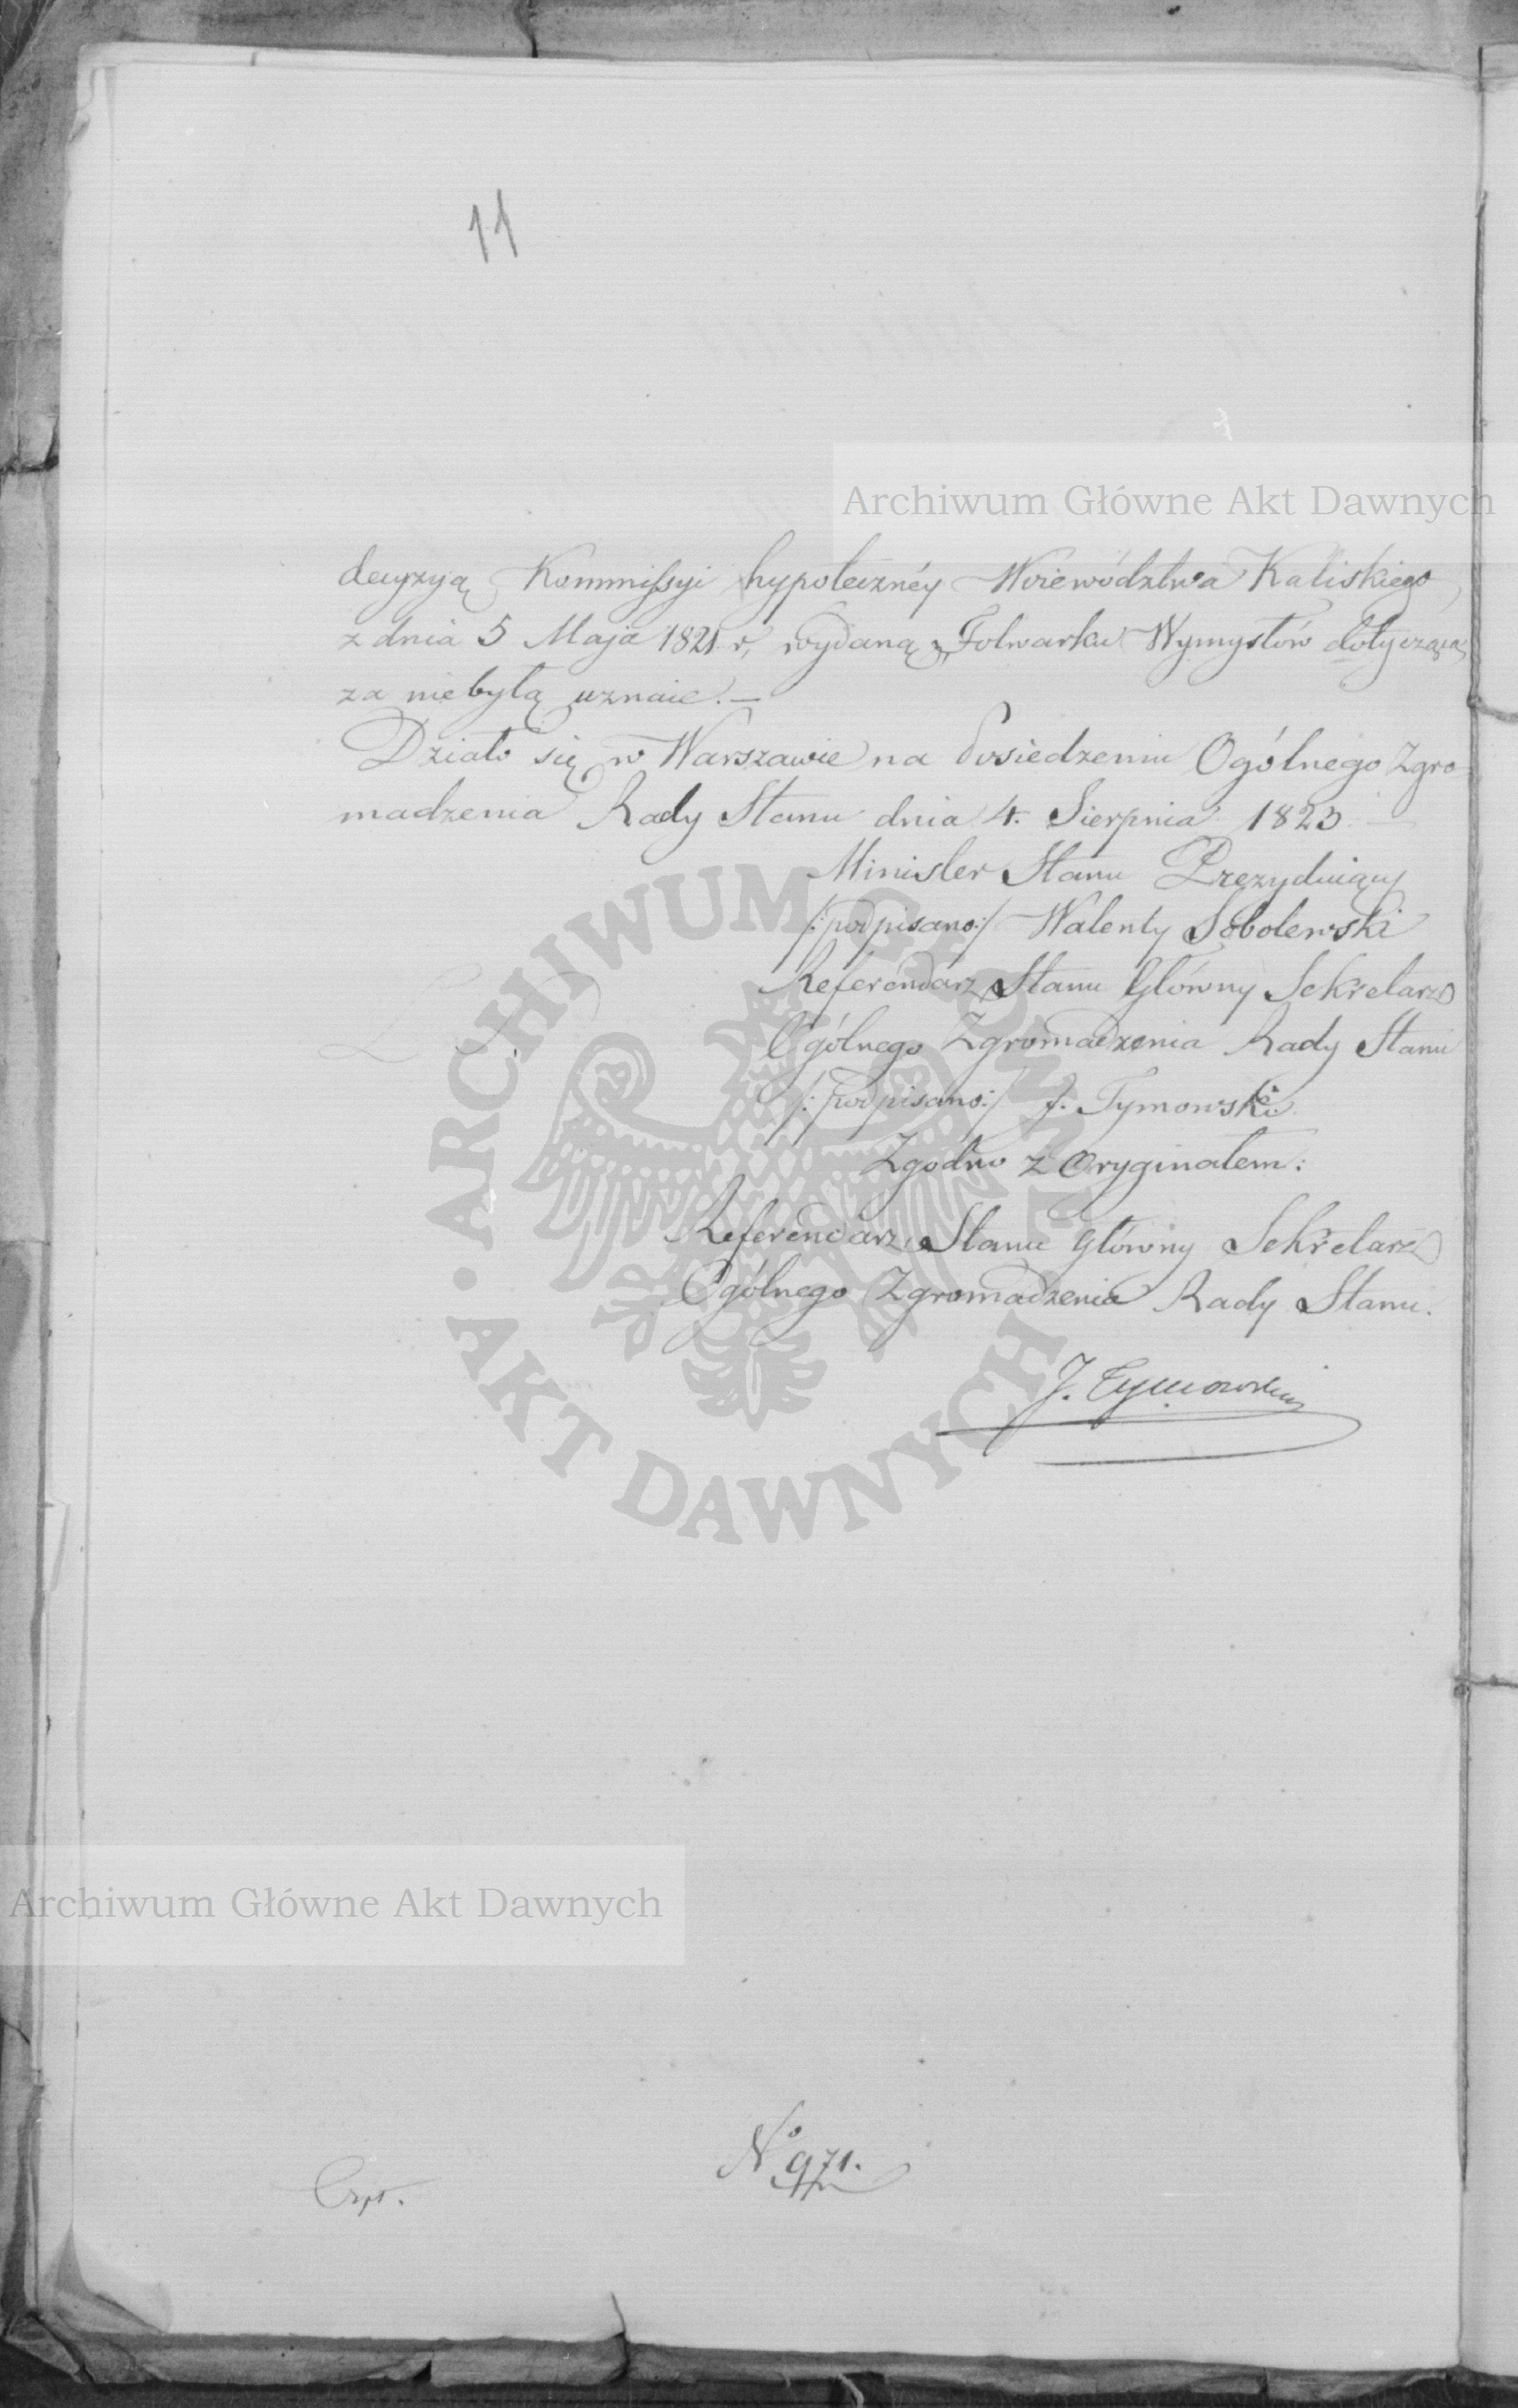 11
Archiwum Główne Akt Dawnych
decyzyą Kommissyi hypoteczney Woiewództwa Kaliskiego,
z dnia 5 Maja 1821 r, wydaną Folwarku Wymysłów dotyczącą
za niebyłą uznaie.—
Działo się w Warszawie na Posiedzeniu Ogólnego Zgro
madzenia Rady Stanu dnia 4. Sierpnia 1823
Minister Stanu Prezyduiący
/:podpisano:/ Walenty Sobolewski
Referendarz Stanu Główny Sekretarz
Ogólnego Zgromadzenia Rady Stanu
/:podpisano:/ J. Tymowski.
Zgodno z Oryginałem:
Referendarz Stanu Główny Sekretarz
Ogólnego Zgromadzenia Rady Stanu.
J. Tymowski
ARCHIWUM GŁÓWNE · AKT DAWNYCH ·
Archiwum Główne Akt Dawnych
No 971.